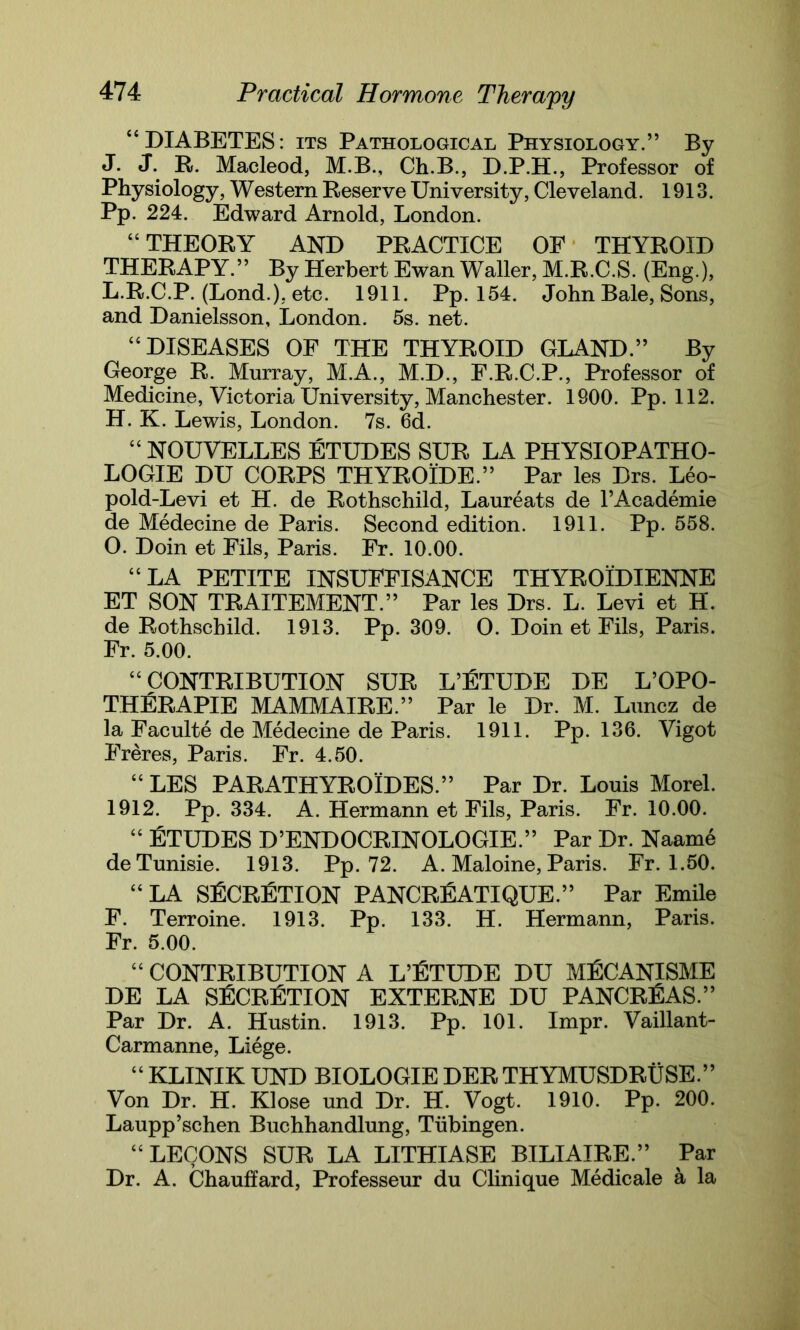 474 Practical Hormone Therapy
“DIABETES: ITS PATHOLOGICAL PHYSIOLOGY.” By
J. J. R. Macleod, M.B., Ch.B., D.P.H., Professor of
Physiology, Western Reserve University, Cleveland. 1913.
Pp. 224. Edward Arnold, London.
“THEORY AND PRACTICE OF THYROID
THERAPY.” By Herbert Ewan Waller, M.R.C.S. (Eng.),
L.R.C.P. (Lond.), etc. 1911. Pp. 154. John Bale, Sons,
and Danielsson, London. 5s. net.
“DISEASES OF THE THYROID GLAND.” By
George R. Murray, M.A., M.D., F.R.C.P., Professor of
Medicine, Victoria University, Manchester. 1900. Pp. 112.
H. K. Lewis, London. 7s. 6d.
“NOUVELLES ÉTUDES SUR LA PHYSIOPATHO-
LOGIE DU CORPS THYROÏDE.” Par les Drs. Léo-
pold-Levi et H. de Rothschild, Lauréats de l’Académie
de Médecine de Paris. Second edition. 1911. Pp. 558.
O. Doin et Fils, Paris. Fr. 10.00.
“LA PETITE INSUFFISANCE THYROÏDIENNE
ET SON TRAITEMENT.” Par les Drs. L. Levi et H.
de Rothschild. 1913. Pp. 309. O. Doin et Fils, Paris.
Fr. 5.00.
“CONTRIBUTION SUR L’ÉTUDE DE L’OPO-
THÉRAPIE MAMMAIRE.” Par le Dr. M. Luncz de
la Faculté de Médecine de Paris. 1911. Pp. 136. Vigot
Frères, Paris. Fr. 4.50.
“LES PARATHYROÏDES.” Par Dr. Louis Morel.
1912. Pp. 334. A. Hermann et Fils, Paris. Fr. 10.00.
“ÉTUDES D’ENDOCRINOLOGIE.” Par Dr. Naamé
de Tunisie. 1913. Pp. 72. A. Maloine, Paris. Fr. 1.50.
“LA SÉCRÉTION PANCRÉATIQUE.” Par Emile
F. Terroine. 1913. Pp. 133. H. Hermann, Paris.
Fr. 5.00.
“CONTRIBUTION A L’ÉTUDE DU MÉCANISME
DE LA SÉCRÉTION EXTERNE DU PANCRÉAS.”
Par Dr. A. Hustin. 1913. Pp. 101. Impr. Vaillant-
Carmanne, Liége.
“KLINIK UND BIOLOGIE DER THYMUSDRÜSE.”
Von Dr. H. Klose und Dr. H. Vogt. 1910. Pp. 200.
Laupp’schen Buchhandlung, Tübingen.
“LEÇONS SUR LA LITHIASE BILIAIRE.” Par
Dr. A. Chauffard, Professeur du Clinique Médicale à la